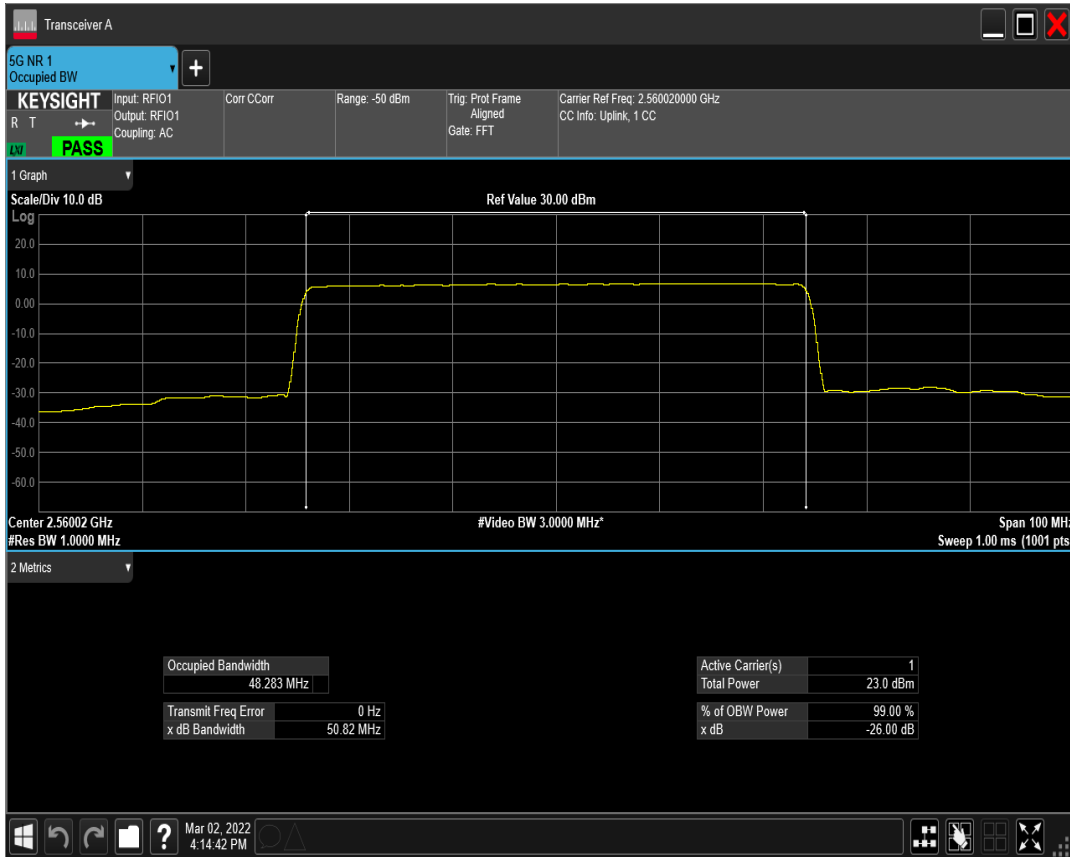 Transceiver A
5G NR 1
Occupied BW
+
KEYSIGHT
R T
LXI
PASS
Input: RFIO1
Output: RFIO1
Coupling: AC
Corr CCorr
Range: -50 dBm
Trig: Prot Frame
Aligned
Gate: FFT
Carrier Ref Freq: 2.560020000 GHz
CC Info: Uplink, 1 CC
1 Graph
Scale/Div 10.0 dB
Ref Value 30.00 dBm
Log
20.0
10.0
0.00
-10.0
-20.0
-30.0
-40.0
-50.0
-60.0
Center 2.56002 GHz
#Video BW 3.0000 MHz*
Span 100 MHz
#Res BW 1.0000 MHz
Sweep 1.00 ms (1001 pts
2 Metrics
Occupied Bandwidth
48.283 MHz
Transmit Freq Error 0 Hz
x dB Bandwidth 50.82 MHz
Active Carrier(s) 1
Total Power 23.0 dBm
% of OBW Power 99.00 %
x dB -26.00 dB
?
Mar 02, 2022
4:14:42 PM